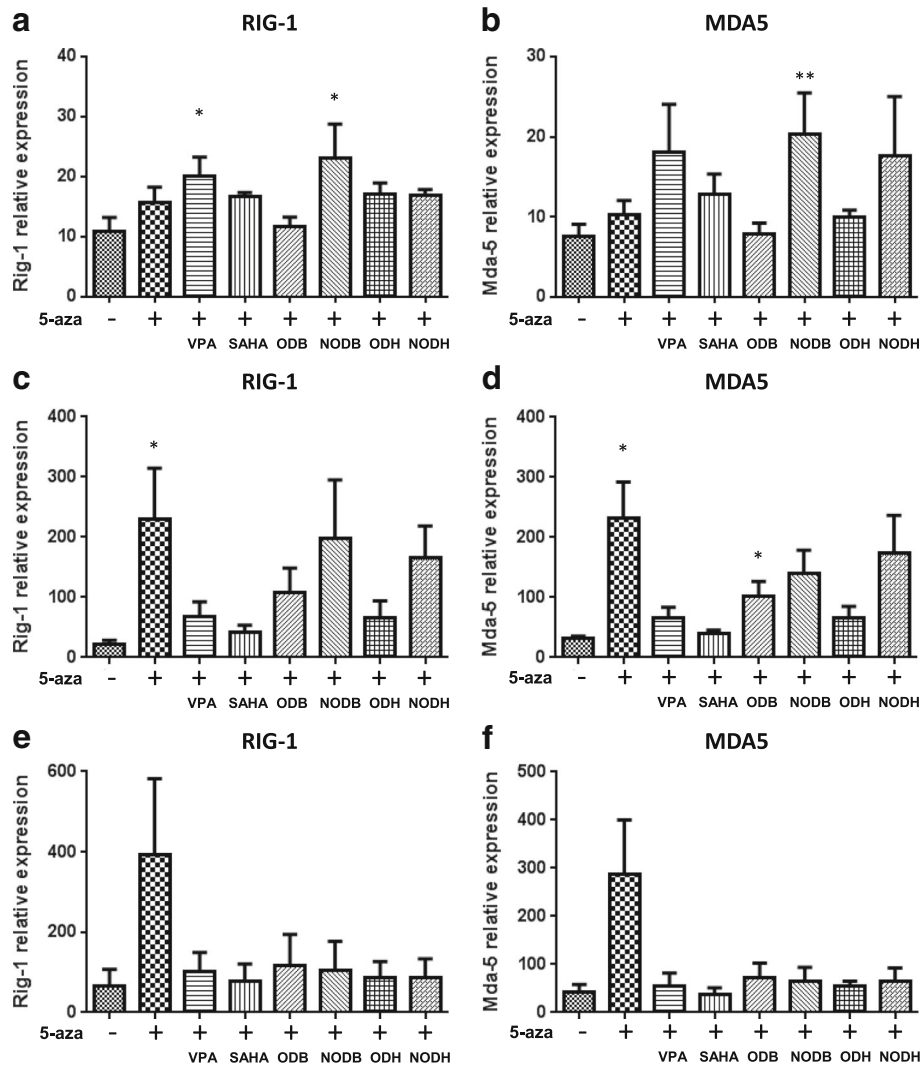 a RIG-1
Rig-1 relative expression
40
30
20
10
0
5-aza - + + + + + + +
VPA SAHA ODB NODB ODH NODH
* *
b MDA5
Mda-5 relative expression
30
20
10
0
- + + + + + + +
VPA SAHA ODB NODB ODH NODH
**
c RIG-1
Rig-1 relative expression
400
300
200
100
0
5-aza - + + + + + + +
VPA SAHA ODB NODB ODH NODH
*
d MDA5
Mda-5 relative expression
400
300
200
100
0
5-aza - + + + + + + +
VPA SAHA ODB NODB ODH NODH
* *
e RIG-1
Rig-1 relative expression
600
400
200
0
5-aza - + + + + + + +
VPA SAHA ODB NODB ODH NODH
f MDA5
Mda-5 relative expression
500
400
300
200
100
0
5-aza - + + + + + + +
VPA SAHA ODB NODB ODH NODH